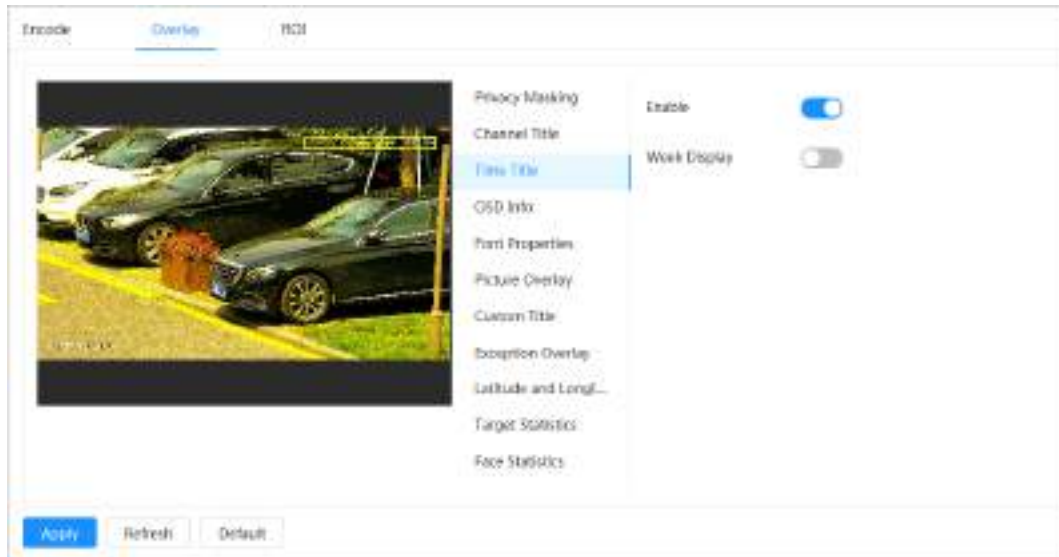 Encode Overlay ROI
Privacy Masking
Enable
Channel Title
Time Title
Week Display
OSD Info
Font Properties
Picture Overlay
Custom Title
Exception Overlay
Latitude and Longi...
Target Statistics
Face Statistics
Apply Refresh Default